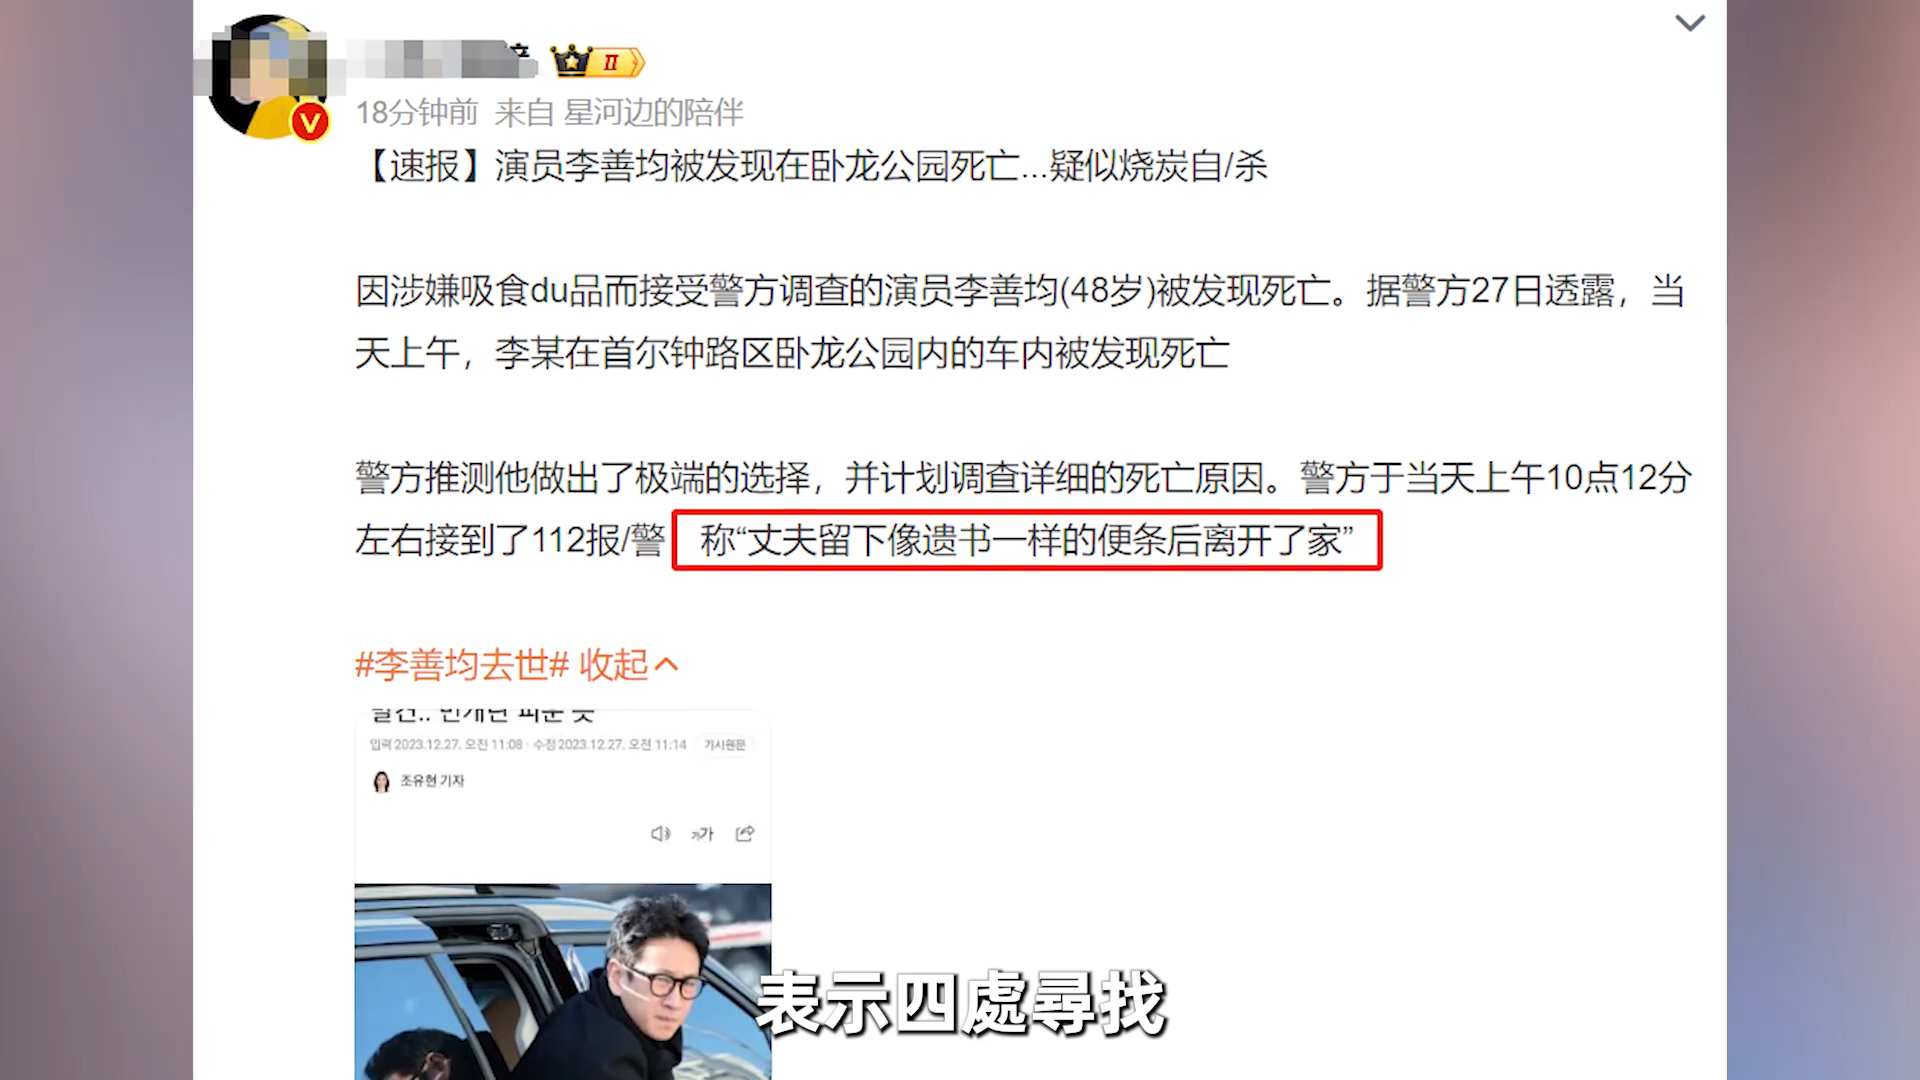 II
V
18分钟前 来自 星河边的陪伴
【速报】演员李善均被发现在卧龙公园死亡...疑似烧炭自/杀
因涉嫌吸食du品而接受警方调查的演员李善均(48岁)被发现死亡。据警方27日透露，当
天上午，李某在首尔钟路区卧龙公园内的车内被发现死亡
警方推测他做出了极端的选择，并计划调查详细的死亡原因。警方于当天上午10点12分
左右接到了112报/警 称“丈夫留下像遗书一样的便条后离开了家”
#李善均去世# 收起
입력 2023.12.27. 오전 11:08 · 수정 2023.12.27. 오전 11:14 기사원문
조유현 기자
가가
表示四處尋找